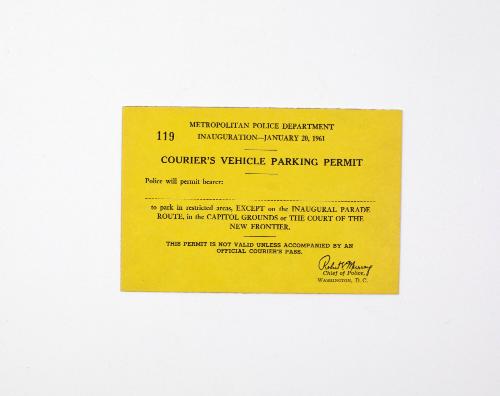 METROPOLITAN POLICE DEPARTMENT
119
INAUGURATION—JANUARY 20, 1961
COURIER'S VEHICLE PARKING PERMIT
Police will permit bearer:
to park in restricted areas, EXCEPT on the INAUGURAL PARADE
ROUTE, in the CAPITOL GROUNDS or THE COURT OF THE
NEW FRONTIER.
THIS PERMIT IS NOT VALID UNLESS ACCOMPANIED BY AN
OFFICIAL COURIER'S PASS.
Robert V. Murray
Chief of Police,
WASHINGTON, D.C.